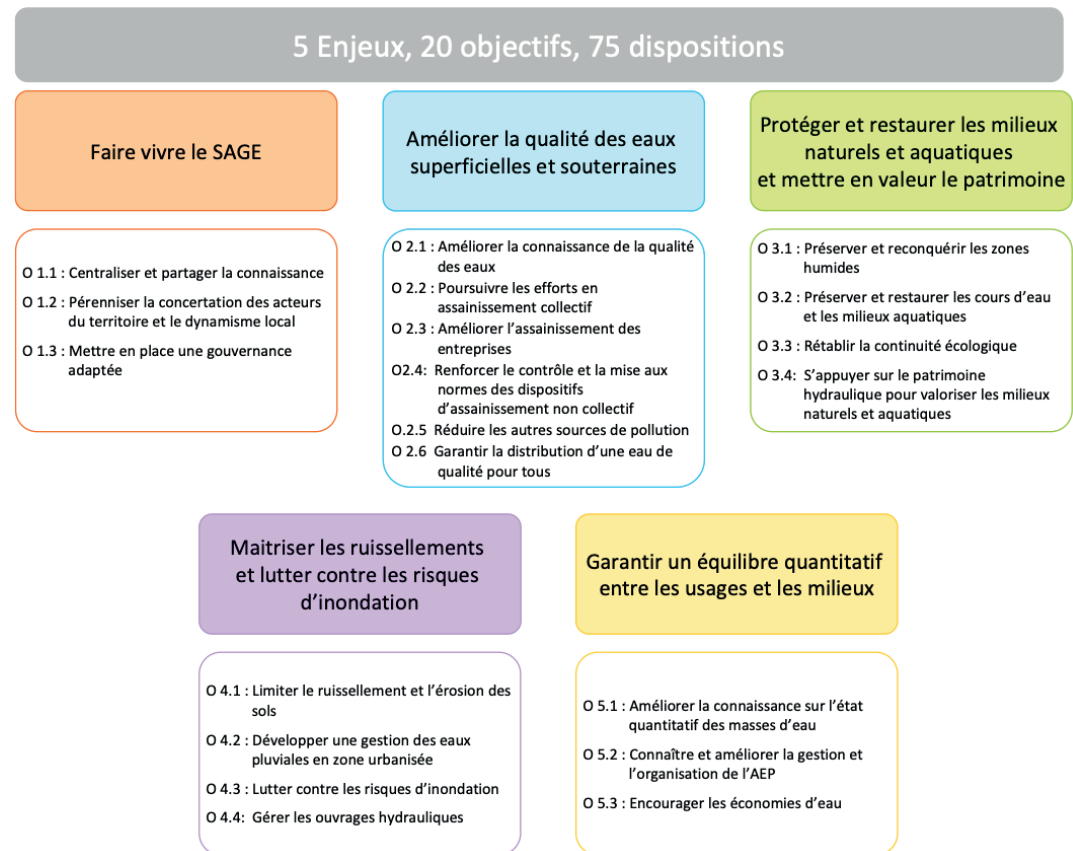 5 Enjeux, 20 objectifs, 75 dispositions
Faire vivre le SAGE
O 1.1 : Centraliser et partager la connaissance
O 1.2 : Pérenniser la concertation des acteurs
du territoire et le dynamisme local
O 1.3 : Mettre en place une gouvernance
adaptée
Améliorer la qualité des eaux
superficielles et souterraines
O 2.1 : Améliorer la connaissance de la qualité
des eaux
O 2.2 : Poursuivre les efforts en
assainissement collectif
O 2.3 : Améliorer l’assainissement des
entreprises
O2.4: Renforcer le contrôle et la mise aux
normes des dispositifs
d’assainissement non collectif
O.2.5 Réduire les autres sources de pollution
O 2.6 Garantir la distribution d’une eau de
qualité pour tous
Protéger et restaurer les milieux
naturels et aquatiques
et mettre en valeur le patrimoine
O 3.1 : Préserver et reconquérir les zones
humides
O 3.2 : Préserver et restaurer les cours d’eau
et les milieux aquatiques
O 3.3 : Rétablir la continuité écologique
O 3.4: S’appuyer sur le patrimoine
hydraulique pour valoriser les milieux
naturels et aquatiques
Maitriser les ruissellements
et lutter contre les risques
d’inondation
O 4.1 : Limiter le ruissellement et l’érosion des
sols
O 4.2 : Développer une gestion des eaux
pluviales en zone urbanisée
O 4.3 : Lutter contre les risques d’inondation
O 4.4: Gérer les ouvrages hydrauliques
Garantir un équilibre quantitatif
entre les usages et les milieux
O 5.1 : Améliorer la connaissance sur l’état
quantitatif des masses d’eau
O 5.2 : Connaître et améliorer la gestion et
l’organisation de l’AEP
O 5.3 : Encourager les économies d’eau